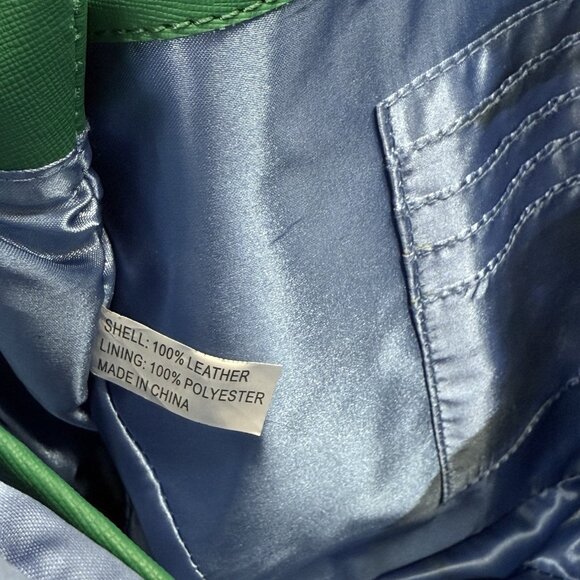 SHELL: 100% LEATHER
LINING: 100% POLYESTER
MADE IN CHINA